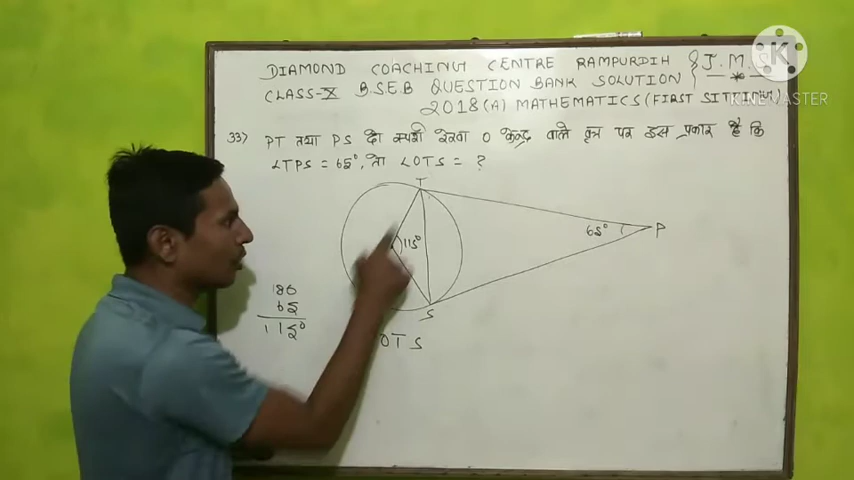 DIAMOND COACHING CENTRE RAMPURDIH
CLASS-X B.S.E.B QUESTION BANK SOLUTION } J.M.S
2018(A) MATHEMATICS (FIRST SITTING)
33) PT तथा PS दो स्पर्श रेखा O केन्द्र वाले वृत्त पर इस प्रकार है कि
∠TPS = 65°, तो ∠OTS = ?
T
115°
65°
P
S
180
65
115°
OTS
KINEMASTER